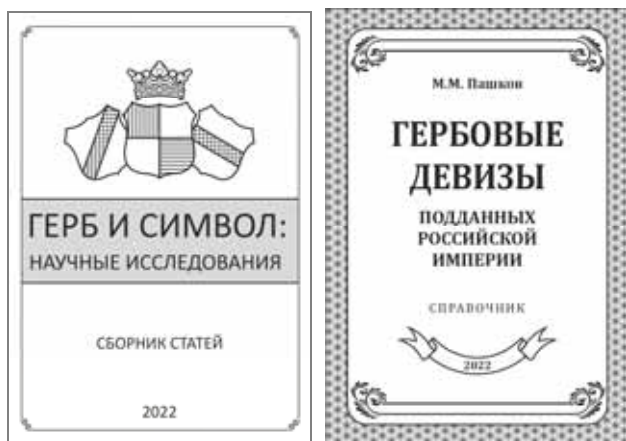 ГЕРБ И СИМВОЛ:
НАУЧНЫЕ ИССЛЕДОВАНИЯ
СБОРНИК СТАТЕЙ
2022
М.М. Пашков
ГЕРБОВЫЕ
ДЕВИЗЫ
ПОДДАННЫХ
РОССИЙСКОЙ
ИМПЕРИИ
СПРАВОЧНИК
2022